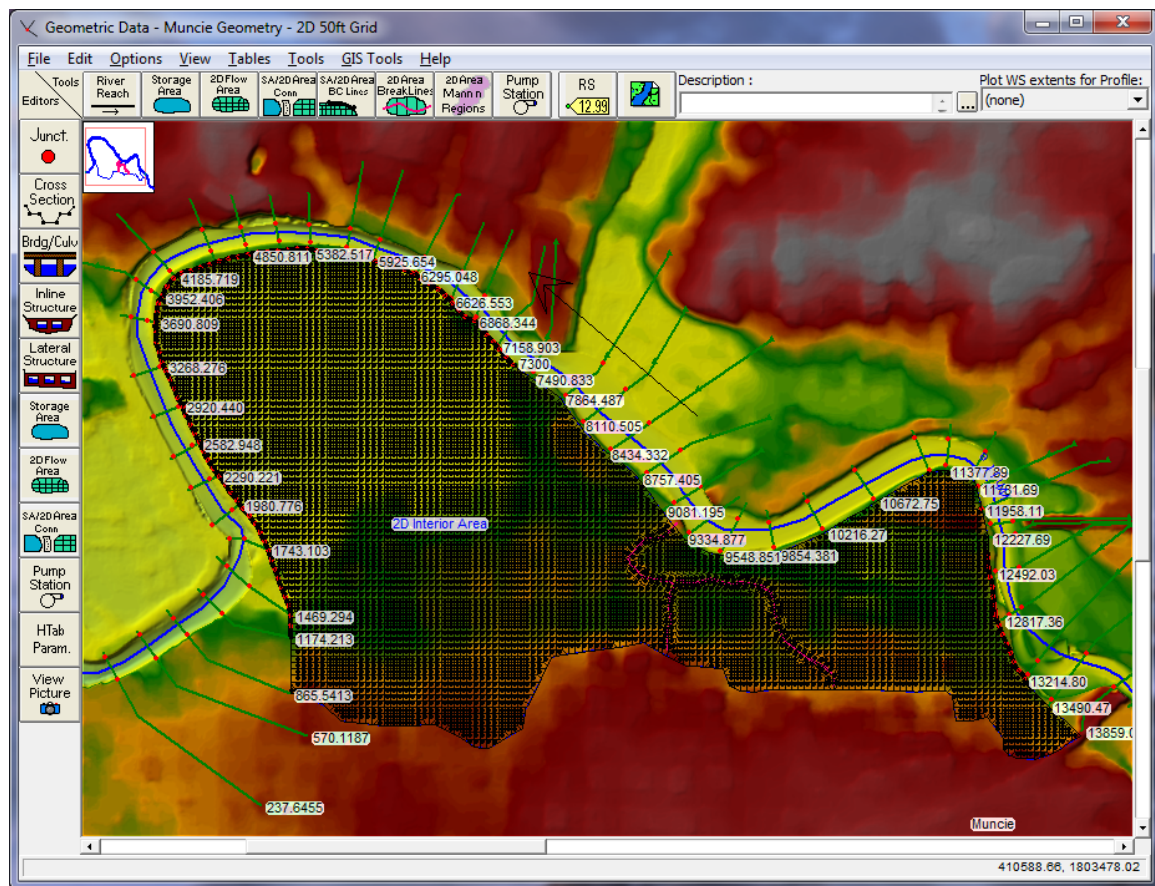 Geometric Data - Muncie Geometry - 2D 50ft Grid
File Edit Options View Tables Tools GIS Tools Help
Tools
Editors
River Reach
Storage Area
2D Flow Area
SA/2D Area Conn
SA/2D Area BC Lines
2D Area BreakLines
2D Area Mann n Regions
Pump Station
RS
12.99
Description :
...
Plot WS extents for Profile:
(none)
Junct.
Cross Section
Brdg/Culv
Inline Structure
Lateral Structure
Storage Area
2D Flow Area
SA/2D Area Conn
Pump Station
HTab Param.
View Picture
4850.811
5382.517
5925.654
4185.719
6295.048
3952.406
6626.553
3690.809
6868.344
7158.903
3268.276
7300
7490.833
2920.440
7864.487
8110.505
2582.948
8434.332
2290.221
8757.405
11377.89
1980.776
9081.195
10672.75
11958.11
2D Interior Area
9334.877
10216.27
12227.69
1743.103
9548.851
9854.381
12492.03
1469.294
12817.36
1174.213
865.5413
13214.80
13490.47
570.1187
237.6455
Muncie
410588.66, 1803478.02